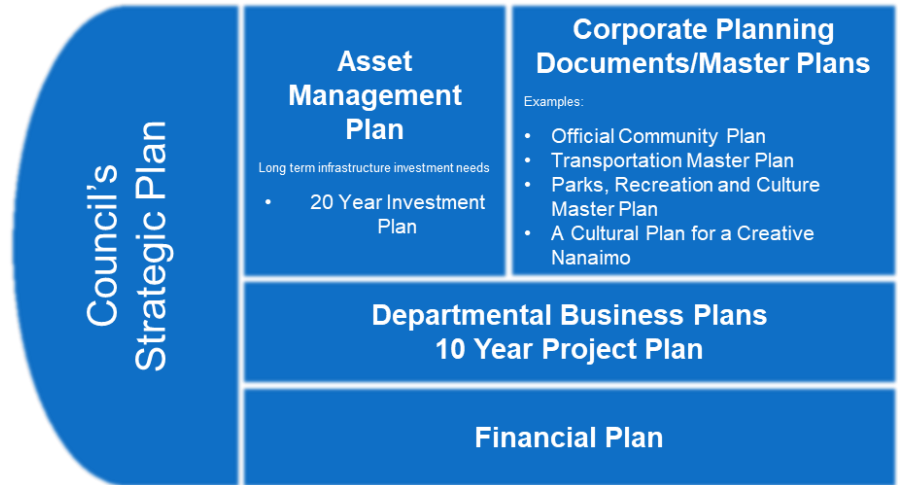 Council's
Strategic Plan
Asset
Management
Plan
Long term infrastructure investment needs
• 20 Year Investment
Plan
Corporate Planning
Documents/Master Plans
Examples:
• Official Community Plan
• Transportation Master Plan
• Parks, Recreation and Culture
Master Plan
• A Cultural Plan for a Creative
Nanaimo
Departmental Business Plans
10 Year Project Plan
Financial Plan